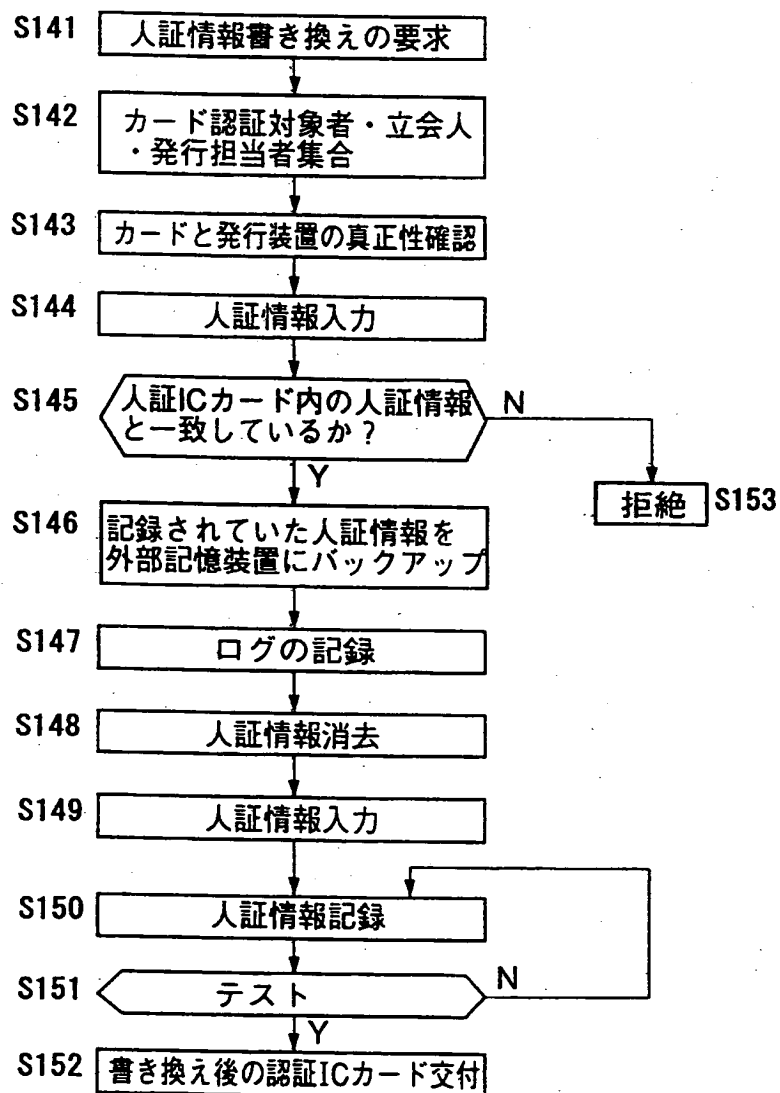 S141 人証情報書き換えの要求
S142 カード認証対象者・立会人
・発行担当者集合
S143 カードと発行装置の真正性確認
S144 人証情報入力
S145 人証ICカード内の人証情報 N
と一致しているか?
Y
拒絶 S153
S146 記録されていた人証情報を
外部記憶装置にバックアップ
S147 ログの記録
S148 人証情報消去
S149 人証情報入力
S150 人証情報記録
S151 テスト N
Y
S152 書き換え後の認証ICカード交付